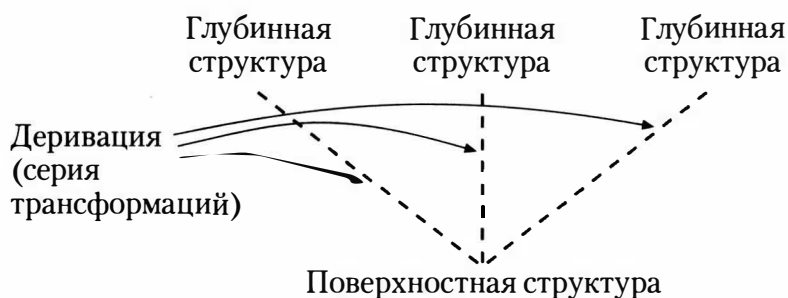 Глубинная структура
Глубинная структура
Глубинная структура
Деривация
(серия
трансформаций)
Поверхностная структура